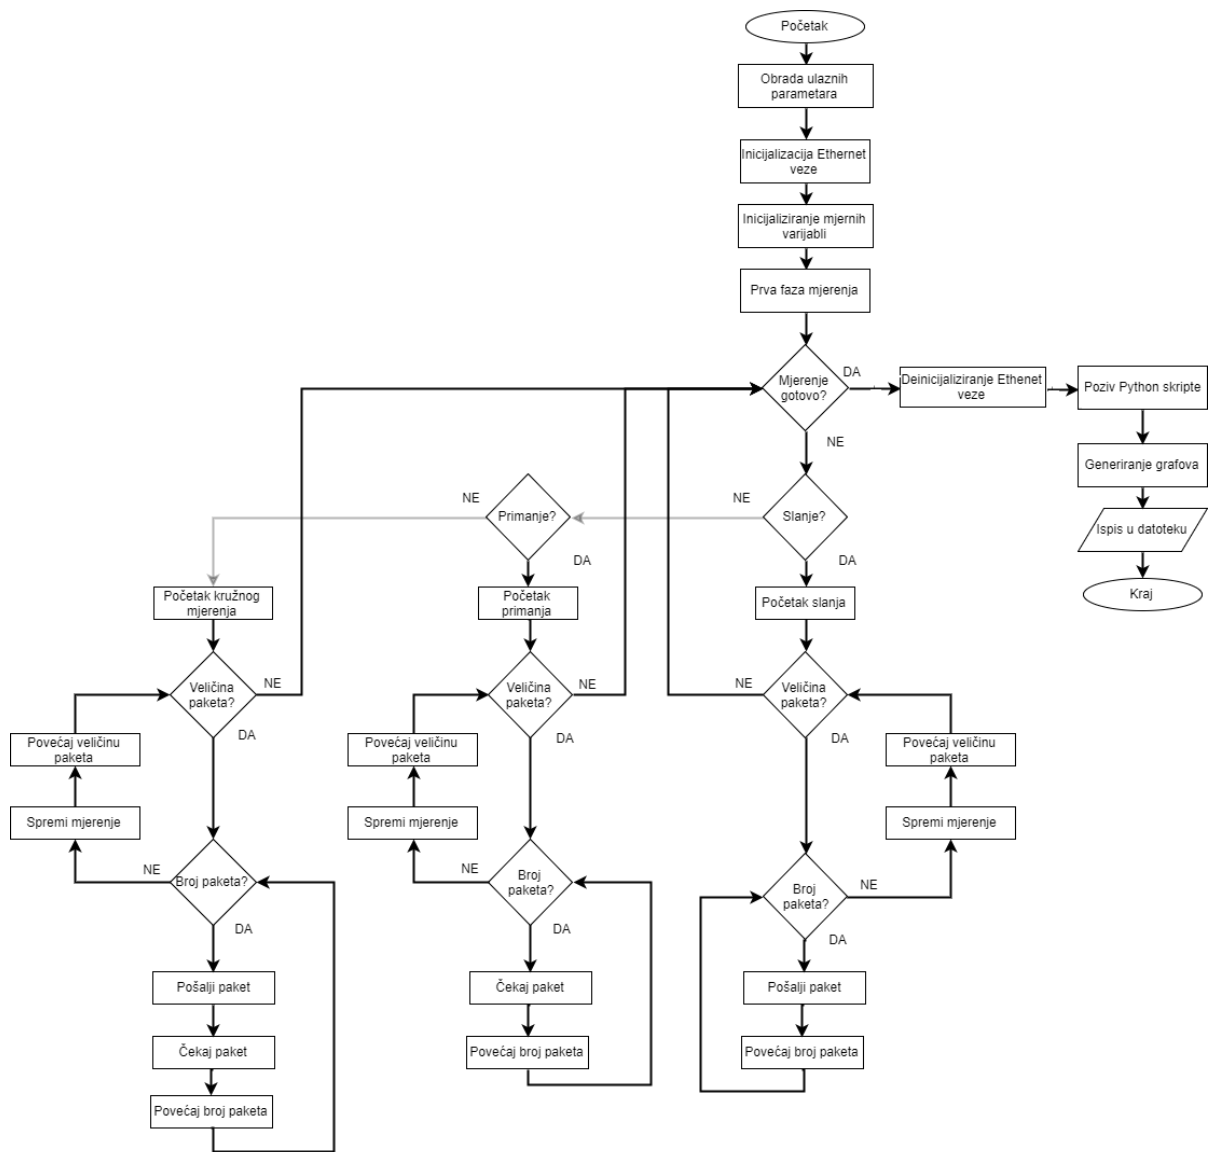 Početak
Obrada ulaznih
parametara
Inicijalizacija Ethernet
veze
Inicijaliziranje mjernih
varijabli
Prva faza mjerenja
Mjerenje
gotovo?
DA
Deinicijaliziranje Ethenet
veze
Poziv Python skripte
Generiranje grafova
Ispis u datoteku
Kraj
NE
Slanje?
NE
Primanje?
NE
DA
DA
Početak kružnog
mjerenja
Početak
primanja
Početak slanja
Veličina
paketa?
NE
DA
Povećaj veličinu
paketa
Spremi mjerenje
NE
Broj paketa?
DA
Pošalji paket
Čekaj paket
Povećaj broj paketa
Veličina
paketa?
NE
DA
Povećaj veličinu
paketa
Spremi mjerenje
NE
Broj
paketa?
DA
Čekaj paket
Povećaj broj paketa
NE
Veličina
paketa?
DA
Povećaj veličinu
paketa
Spremi mjerenje
Broj
paketa?
NE
DA
Pošalji paket
Povećaj broj paketa